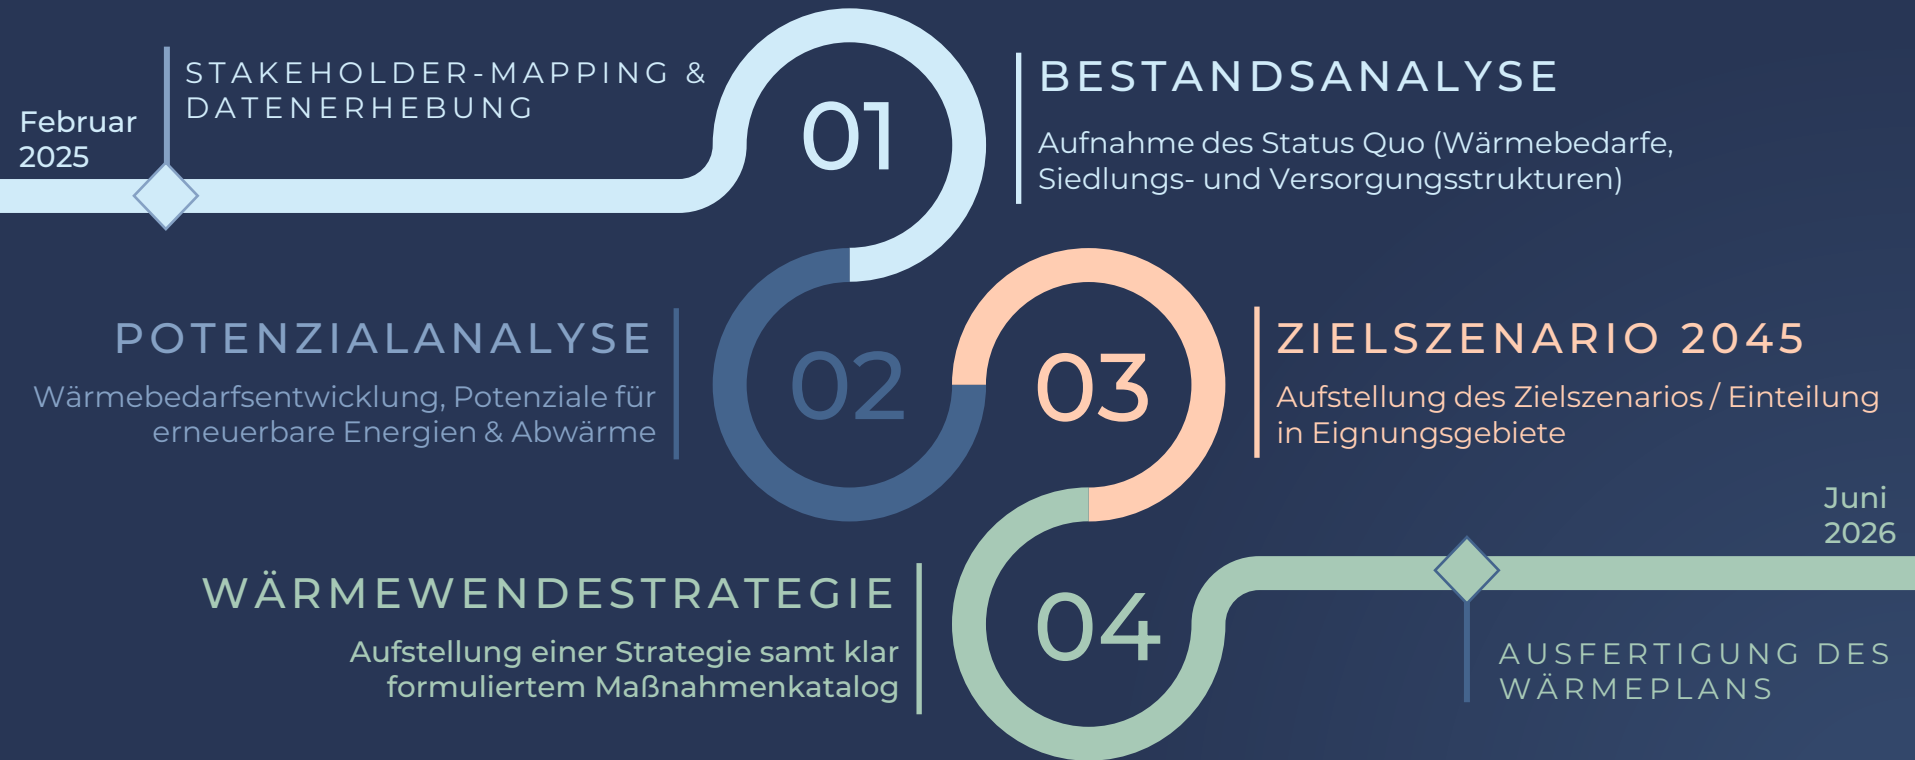 Februar
2025
STAKEHOLDER-MAPPING &
DATENERHEBUNG
01
BESTANDSANALYSE
Aufnahme des Status Quo (Wärmebedarfe,
Siedlungs- und Versorgungsstrukturen)
POTENZIALANALYSE
Wärmebedarfsentwicklung, Potenziale für
erneuerbare Energien & Abwärme
02
03
ZIELSZENARIO 2045
Aufstellung des Zielszenarios / Einteilung
in Eignungsgebiete
WÄRMEWENDESTRATEGIE
Aufstellung einer Strategie samt klar
formuliertem Maßnahmenkatalog
04
Juni
2026
AUSFERTIGUNG DES
WÄRMEPLANS